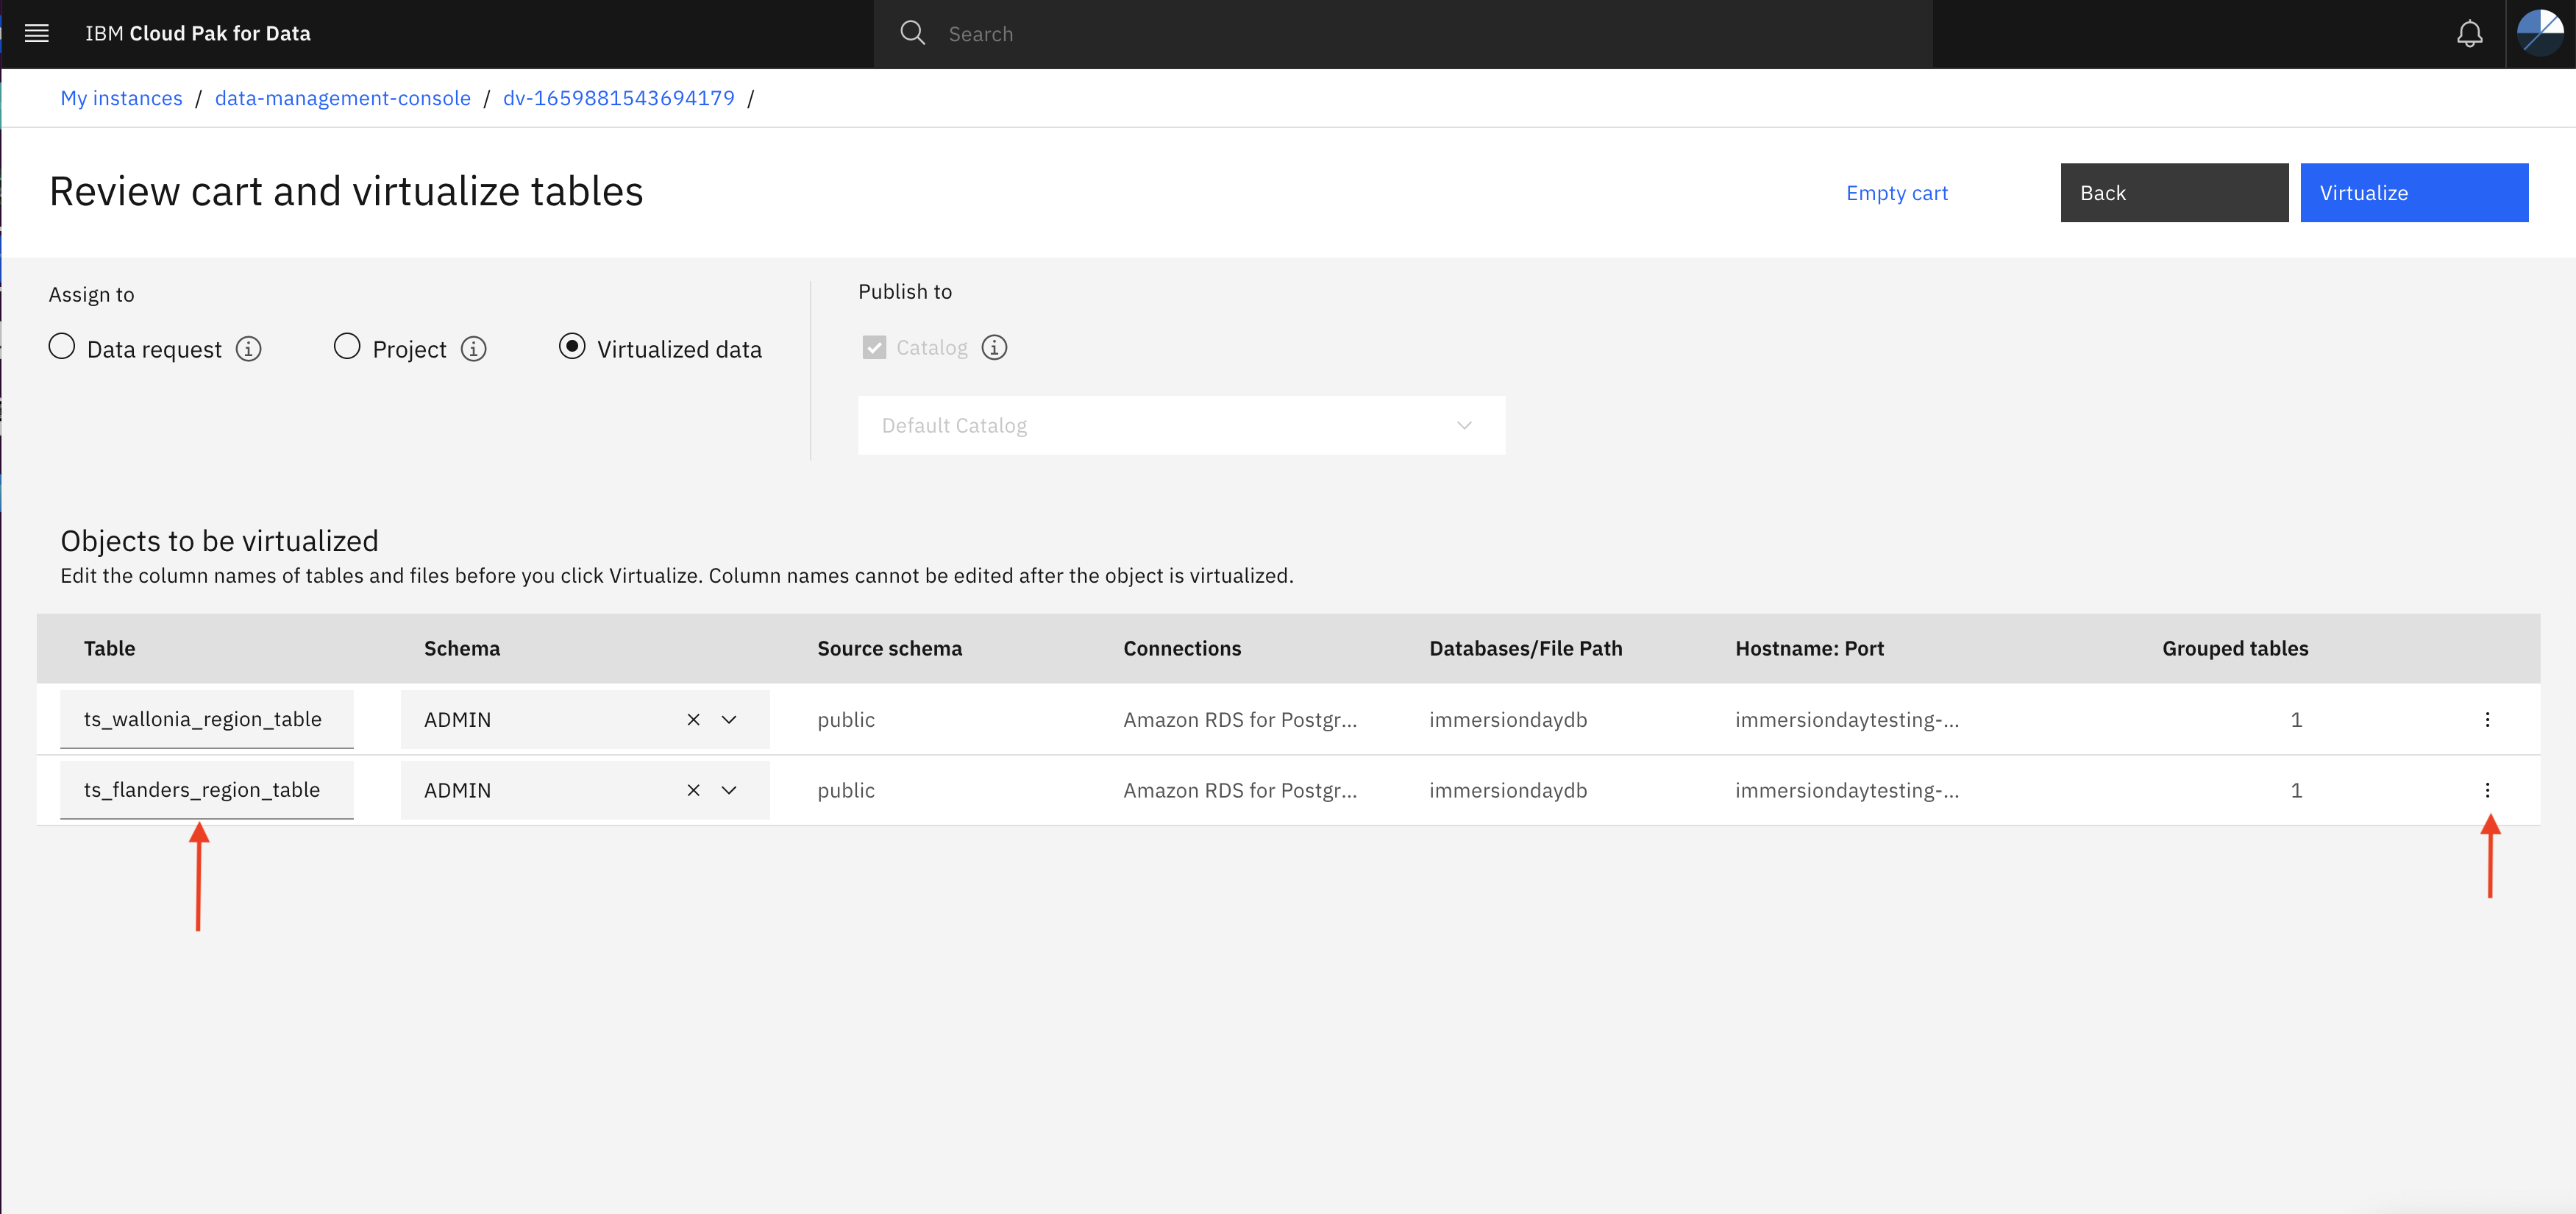 IBM Cloud Pak for Data
Search
My instances / data-management-console / dv-1659881543694179 /
Review cart and virtualize tables
Empty cart
Back
Virtualize
Assign to
Data request
Project
Virtualized data
Publish to
Catalog
Default Catalog
Objects to be virtualized
Edit the column names of tables and files before you click Virtualize. Column names cannot be edited after the object is virtualized.
Table Schema Source schema Connections Databases/File Path Hostname: Port Grouped tables
ts_wallonia_region_table ADMIN public Amazon RDS for Postgr... immersiondaydb immersiondaytesting-... 1
ts_flanders_region_table ADMIN public Amazon RDS for Postgr... immersiondaydb immersiondaytesting-... 1